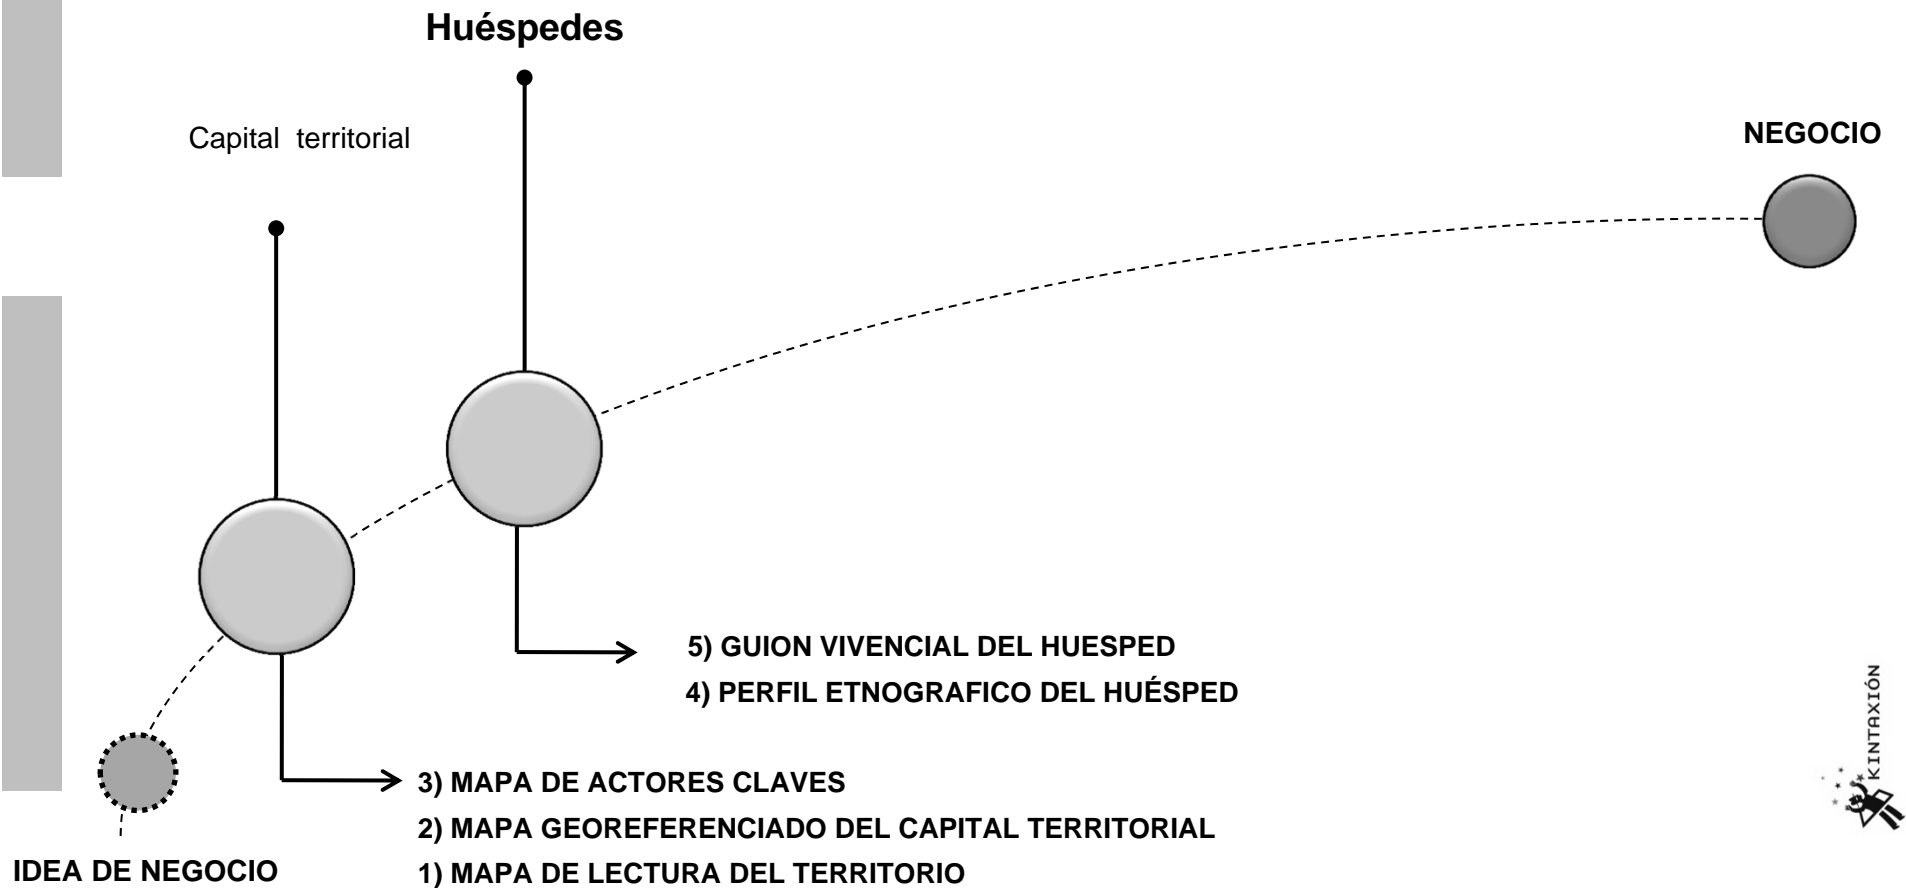 Huéspedes
Capital territorial
NEGOCIO
5) GUION VIVENCIAL DEL HUESPED
4) PERFIL ETNOGRAFICO DEL HUÉSPED
3) MAPA DE ACTORES CLAVES
2) MAPA GEOREFERENCIADO DEL CAPITAL TERRITORIAL
1) MAPA DE LECTURA DEL TERRITORIO
IDEA DE NEGOCIO
KINTAXIÓN